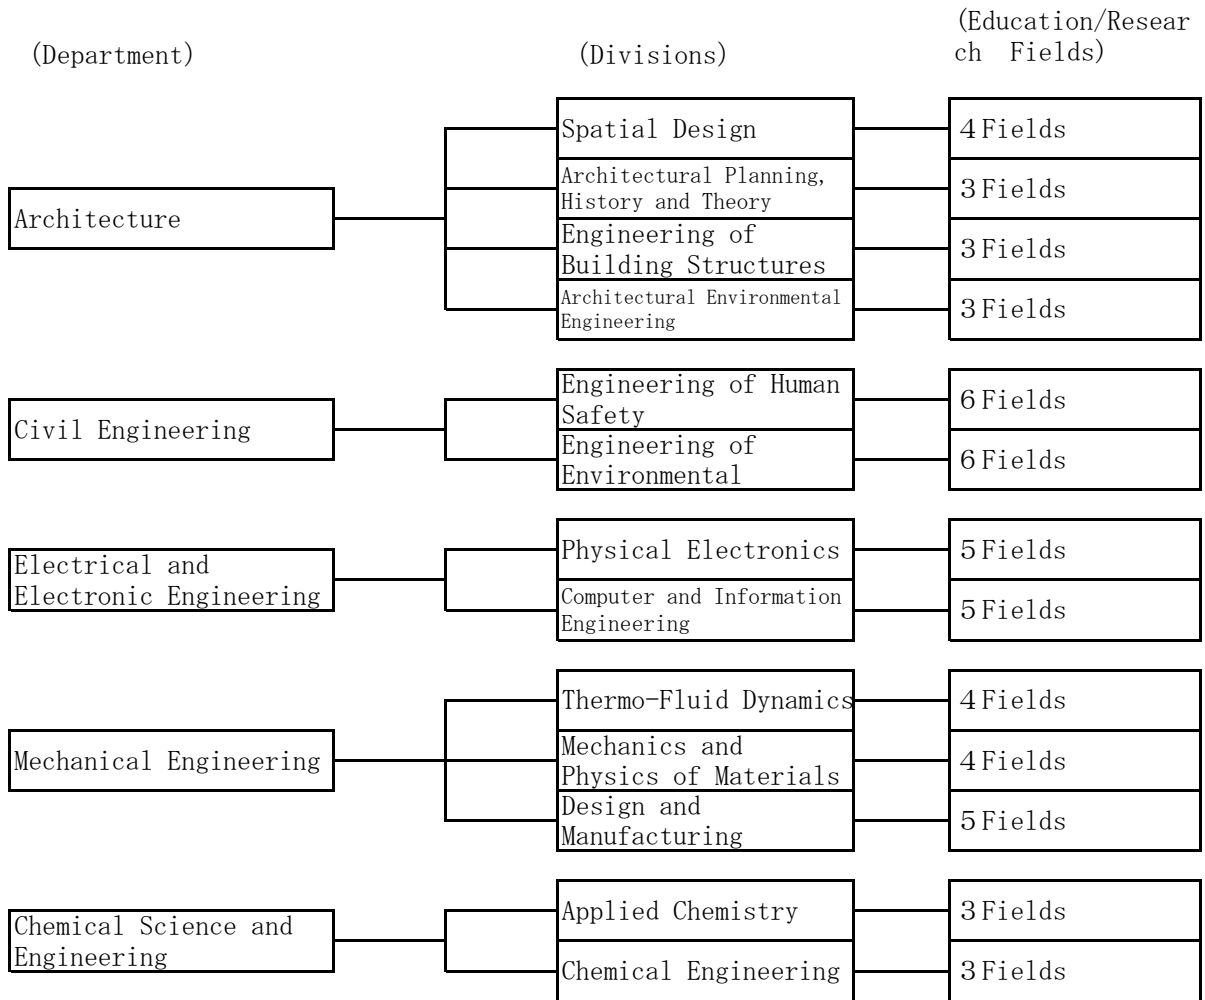 (Department)
(Divisions)
(Education/Resear
ch Fields)
Architecture
Spatial Design
4 Fields
Architectural Planning,
History and Theory
3 Fields
Engineering of
Building Structures
3 Fields
Architectural Environmental
Engineering
3 Fields
Civil Engineering
Engineering of Human
Safety
6 Fields
Engineering of
Environmental
6 Fields
Electrical and
Electronic Engineering
Physical Electronics
5 Fields
Computer and Information
Engineering
5 Fields
Mechanical Engineering
Thermo-Fluid Dynamics
4 Fields
Mechanics and
Physics of Materials
4 Fields
Design and
Manufacturing
5 Fields
Chemical Science and
Engineering
Applied Chemistry
3 Fields
Chemical Engineering
3 Fields